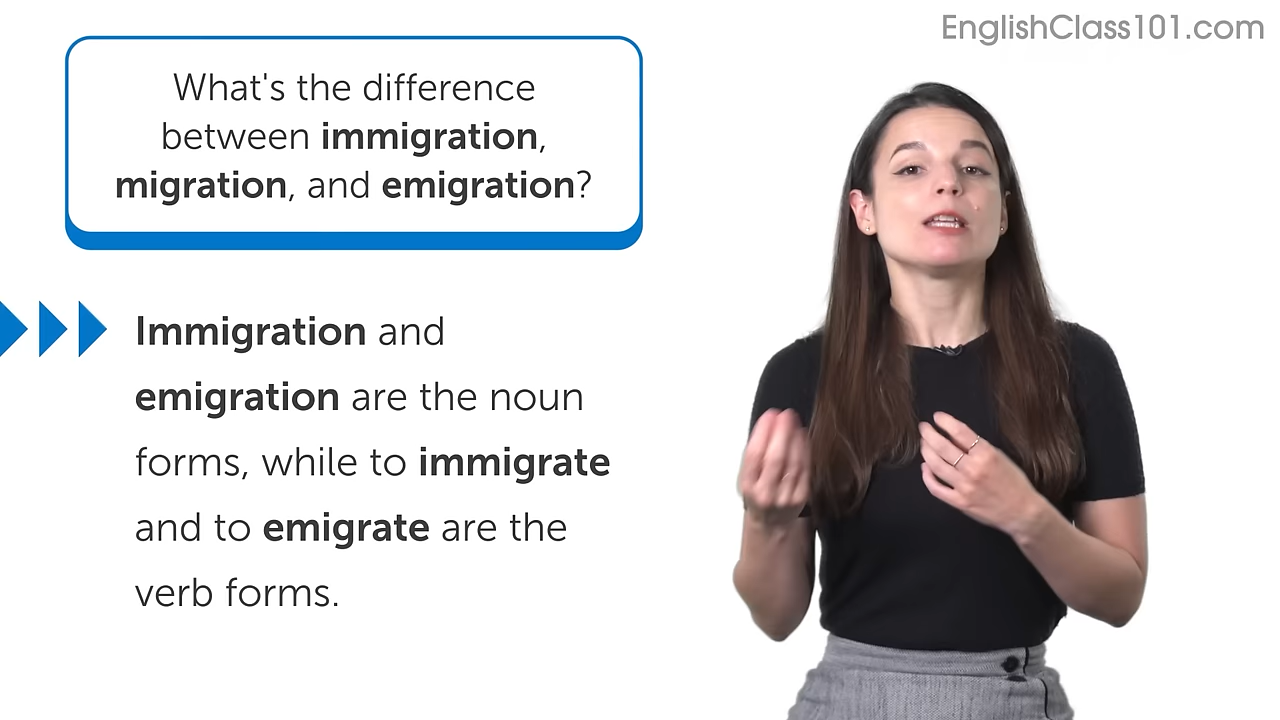 EnglishClass101.com
What's the difference
between immigration,
migration, and emigration?
Immigration and
emigration are the noun
forms, while to immigrate
and to emigrate are the
verb forms.